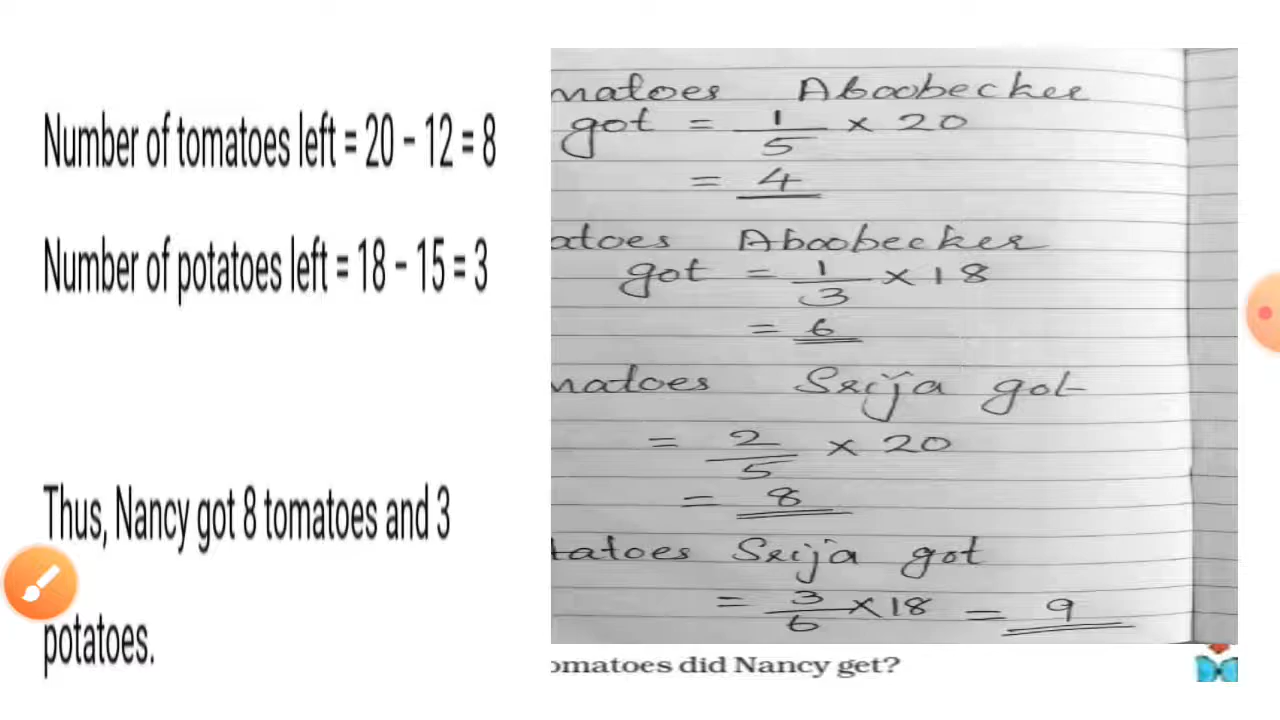 Number of tomatoes left = 20 - 12 = 8
Number of potatoes left = 18 - 15 = 3
Thus, Nancy got 8 tomatoes and 3
potatoes.
matoes Aboobecker
got = 1/5 × 20
= 4
atoes Aboobecker
got = 1/3 × 18
= 6
matoes Srija got
= 2/5 × 20
= 8
tatoes Srija got
= 3/6 × 18 = 9
omatoes did Nancy get?